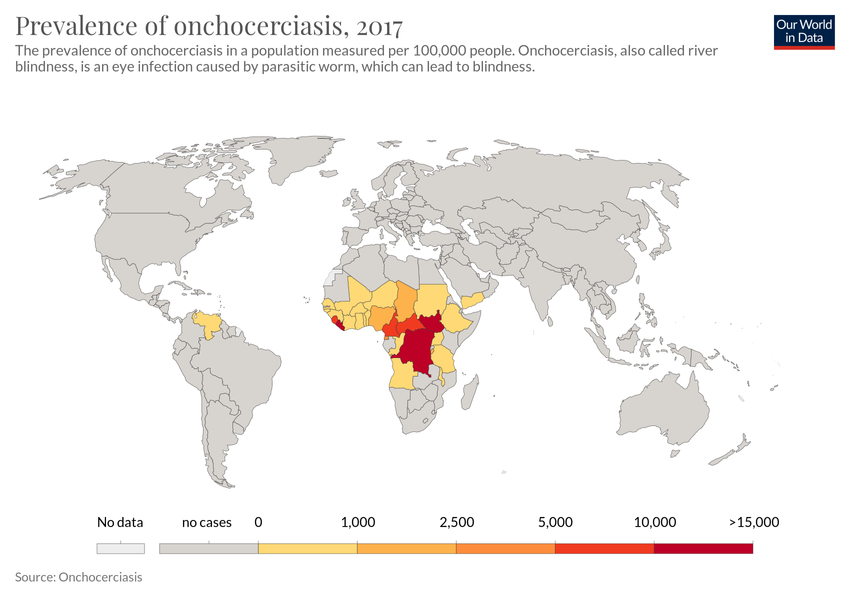 Prevalence of onchocerciasis, 2017
Our World
in Data
The prevalence of onchocerciasis in a population measured per 100,000 people. Onchocerciasis, also called river
blindness, is an eye infection caused by parasitic worm, which can lead to blindness.
No data
no cases
0
1,000
2,500
5,000
10,000
>15,000
Source: Onchocerciasis